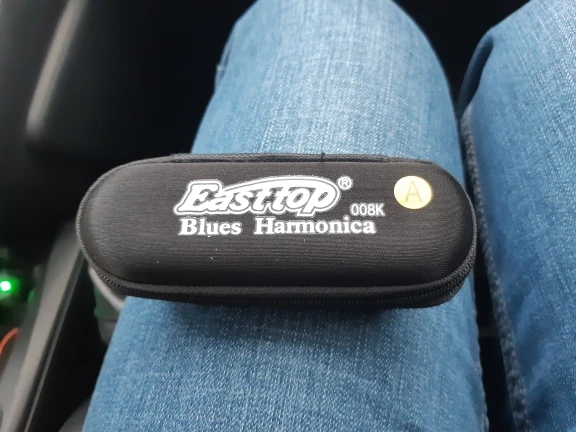 Easttop®
008K
A
Blues Harmonica